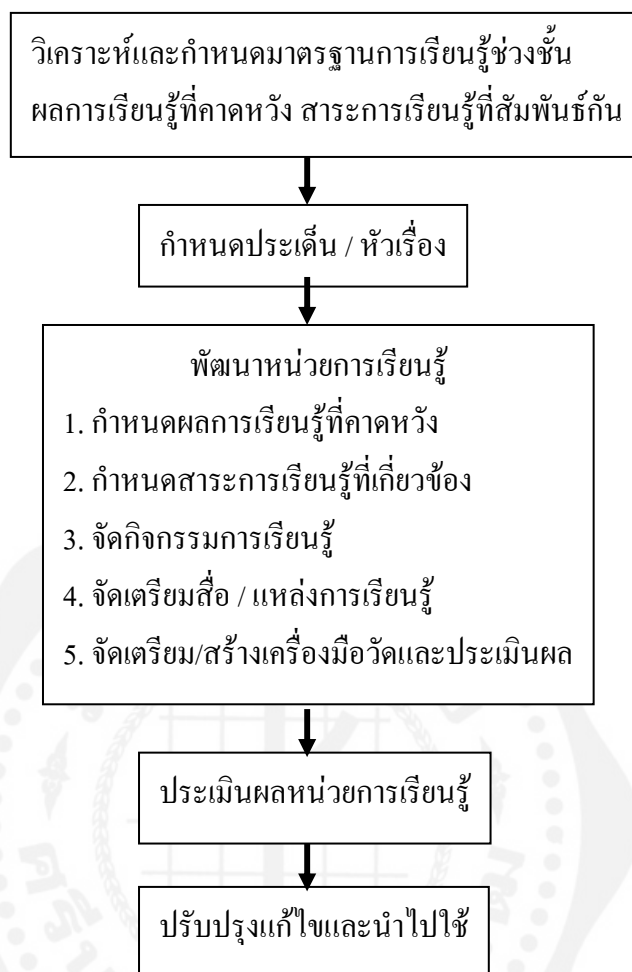 วิเคราะห์และกำหนดมาตรฐานการเรียนรู้ช่วงชั้น
ผลการเรียนรู้ที่คาดหวัง สาระการเรียนรู้ที่สัมพันธ์กัน
กำหนดประเด็น / หัวเรื่อง
พัฒนาหน่วยการเรียนรู้
1. กำหนดผลการเรียนรู้ที่คาดหวัง
2. กำหนดสาระการเรียนรู้ที่เกี่ยวข้อง
3. จัดกิจกรรมการเรียนรู้
4. จัดเตรียมสื่อ / แหล่งการเรียนรู้
5. จัดเตรียม/สร้างเครื่องมือวัดและประเมินผล
ประเมินผลหน่วยการเรียนรู้
ปรับปรุงแก้ไขและนำไปใช้